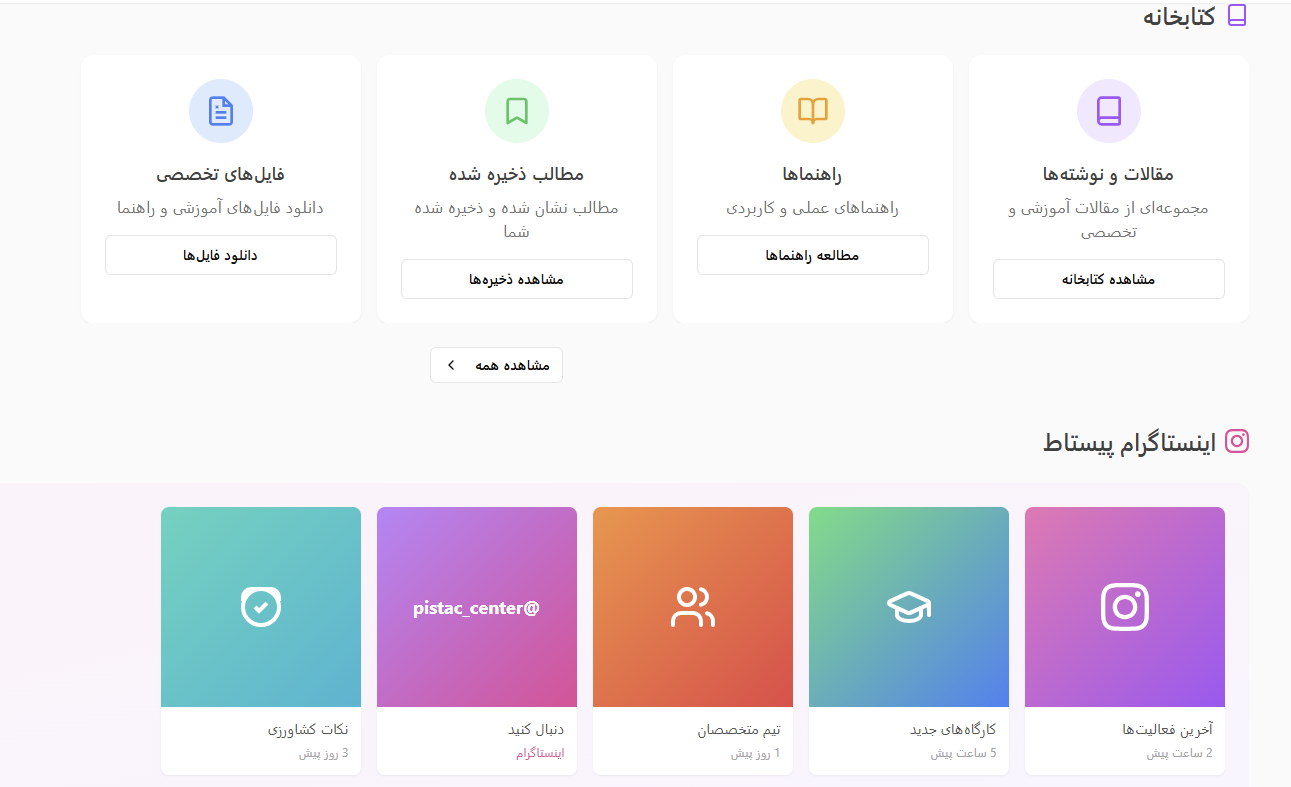 کتابخانه
مقالات و نوشته‌ها
مجموعه‌ای از مقالات آموزشی و
تخصصی
مشاهده کتابخانه
راهنماها
راهنماهای عملی و کاربردی
مطالعه راهنماها
مطالب ذخیره شده
مطالب نشان شده و ذخیره شده
شما
مشاهده ذخیره‌ها
فایل‌های تخصصی
دانلود فایل‌های آموزشی و راهنما
دانلود فایل‌ها
مشاهده همه
اینستاگرام پیستاط
آخرین فعالیت‌ها
2 ساعت پیش
کارگاه‌های جدید
5 ساعت پیش
تیم متخصصان
1 روز پیش
pistac_center@
دنبال کنید
اینستاگرام
نکات کشاورزی
3 روز پیش